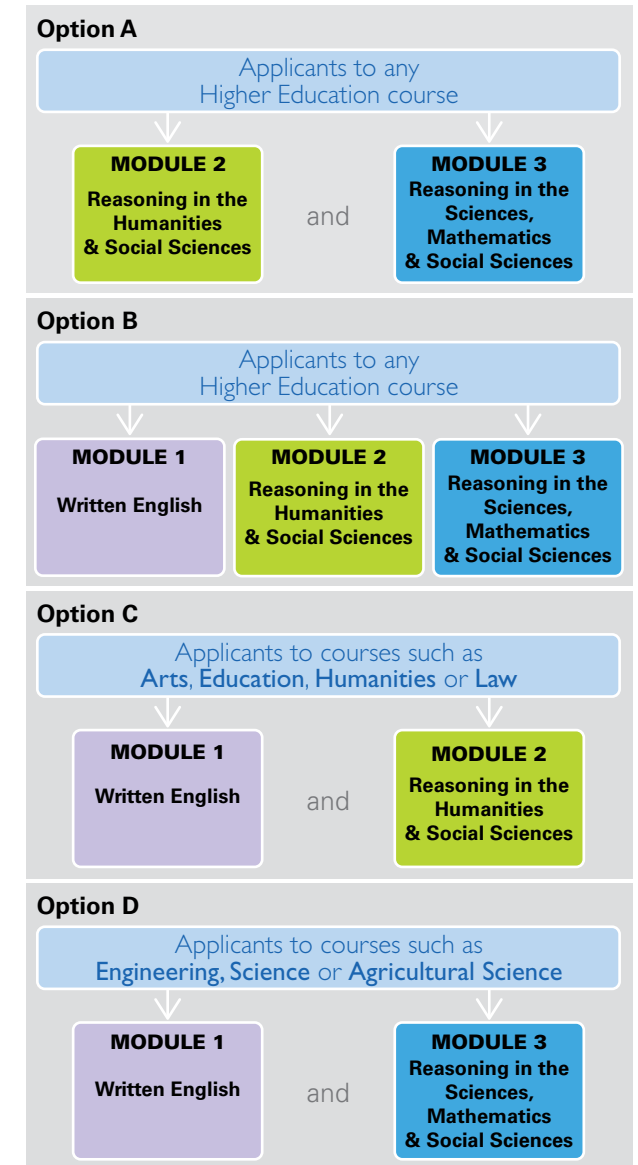 Option A
Applicants to any
Higher Education course
MODULE 2
Reasoning in the
Humanities
& Social Sciences
and
MODULE 3
Reasoning in the
Sciences,
Mathematics
& Social Sciences
Option B
Applicants to any
Higher Education course
MODULE 1
Written English
MODULE 2
Reasoning in the
Humanities
& Social Sciences
MODULE 3
Reasoning in the
Sciences,
Mathematics
& Social Sciences
Option C
Applicants to courses such as
Arts, Education, Humanities or Law
MODULE 1
Written English
and
MODULE 2
Reasoning in the
Humanities
& Social Sciences
Option D
Applicants to courses such as
Engineering, Science or Agricultural Science
MODULE 1
Written English
and
MODULE 3
Reasoning in the
Sciences,
Mathematics
& Social Sciences